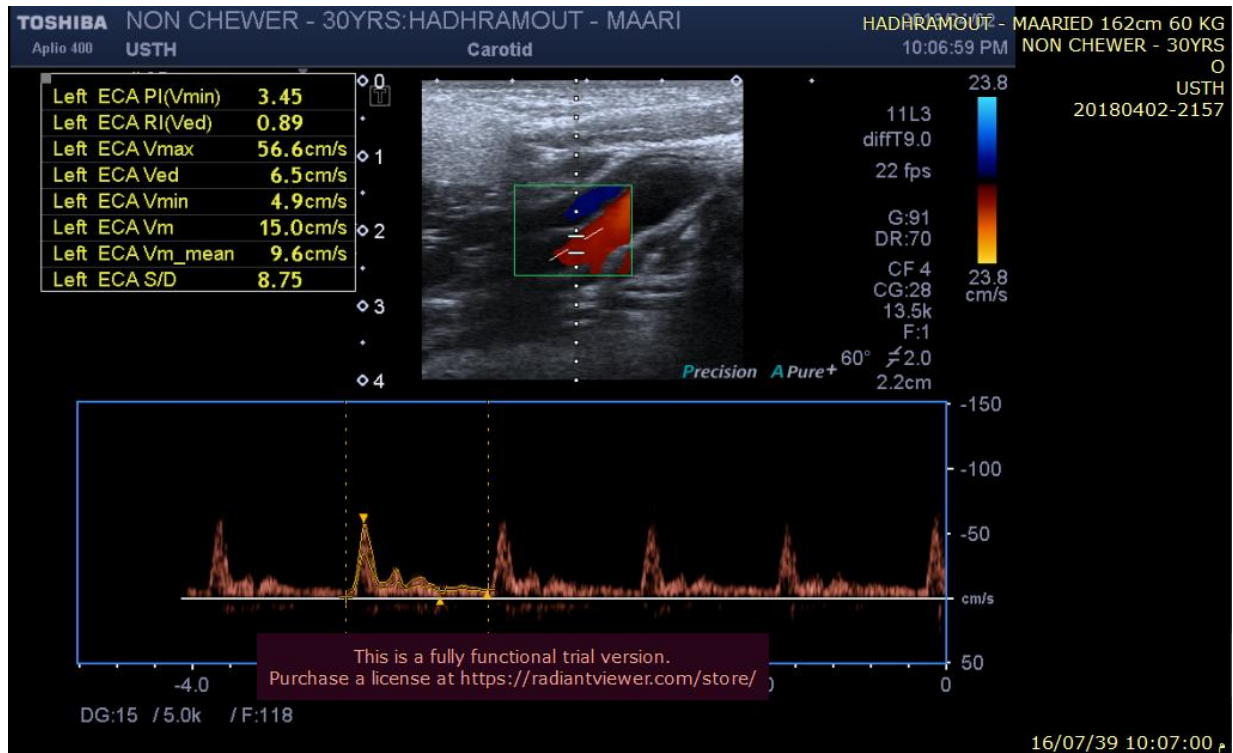 TOSHIBA NON CHEWER - 30YRS:HADHRAMOUT - MAARI
Aplio 400 USTH Carotid 10:06:59 PM
HADHRAMOUT - MAARIED 162cm 60 KG
NON CHEWER - 30YRS
O
USTH
20180402-2157
Left ECA PI(Vmin) 3.45
Left ECA RI(Ved) 0.89
Left ECA Vmax 56.6cm/s
Left ECA Ved 6.5cm/s
Left ECA Vmin 4.9cm/s
Left ECA Vm 15.0cm/s
Left ECA Vm_mean 9.6cm/s
Left ECA S/D 8.75
0
T
1
2
3
4
11L3
diffT9.0
22 fps
G:91
DR:70
CF 4
CG:28
13.5k
F:1
60° 2.0
2.2cm
23.8
23.8
cm/s
Precision APure+
-150
-100
-50
cm/s
50
-4.0 0
This is a fully functional trial version.
Purchase a license at https://radiantviewer.com/store/
DG:15 /5.0k /F:118
16/07/39 10:07:00 م